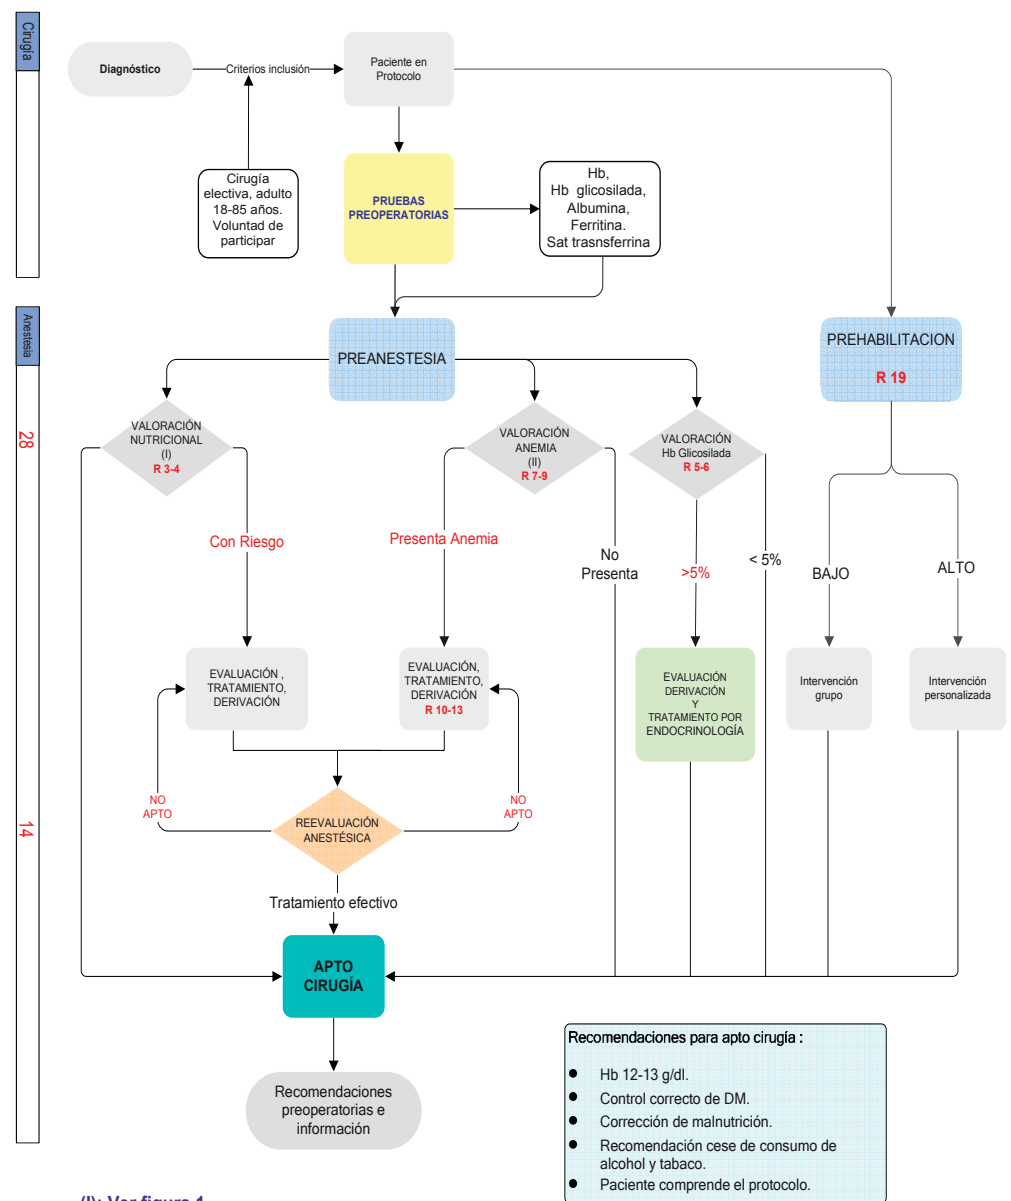 Cirugía
Diagnóstico
Criterios inclusión
Paciente en
Protocolo
Cirugía
electiva, adulto
18-85 años.
Voluntad de
participar
PRUEBAS
PREOPERATORIAS
Hb,
Hb glicosilada,
Albumina,
Ferritina.
Sat trasnsferrina
Anestesia
28
14
PREANESTESIA
PREHABILITACION
R 19
VALORACIÓN
NUTRICIONAL
(I)
R 3-4
VALORACIÓN
ANEMIA
(II)
R 7-9
VALORACIÓN
Hb Glicosilada
R 5-6
Con Riesgo
Presenta Anemia
No
Presenta
>5%
< 5%
BAJO
ALTO
EVALUACIÓN ,
TRATAMIENTO,
DERIVACIÓN
EVALUACIÓN,
TRATAMIENTO,
DERIVACIÓN
R 10-13
EVALUACIÓN
DERIVACIÓN
Y
TRATAMIENTO POR
ENDOCRINOLOGÍA
Intervención
grupo
Intervención
personalizada
NO
APTO
REEVALUACIÓN
ANESTÉSICA
NO
APTO
Tratamiento efectivo
APTO
CIRUGÍA
Recomendaciones
preoperatorias e
información
Recomendaciones para apto cirugía :
● Hb 12-13 g/dl.
● Control correcto de DM.
● Corrección de malnutrición.
● Recomendación cese de consumo de
alcohol y tabaco.
● Paciente comprende el protocolo.
(I): Ver figura 1